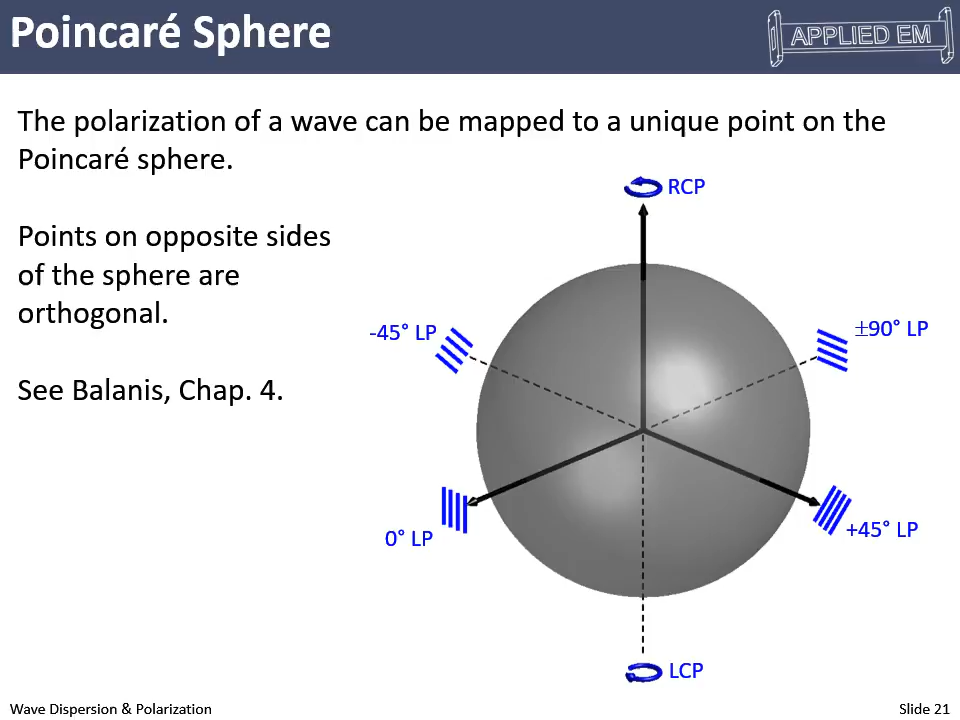 Poincaré Sphere
APPLIED EM
The polarization of a wave can be mapped to a unique point on the
Poincaré sphere.
Points on opposite sides
of the sphere are
orthogonal.
See Balanis, Chap. 4.
RCP
-45° LP
±90° LP
0° LP
+45° LP
LCP
Wave Dispersion & Polarization
Slide 21